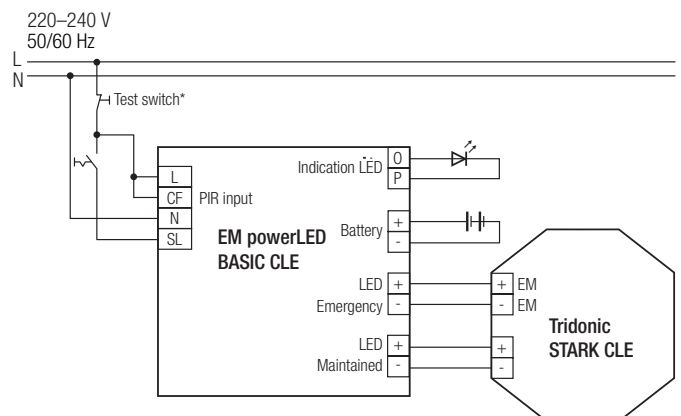 220–240 V
50/60 Hz
L
N
Test switch*
L
CF
N
SL
PIR input
EM powerLED
BASIC CLE
Indication LED
O
P
Battery
+
-
LED
Emergency
+
-
LED
Maintained
+
-
+ EM
- EM
+
-
Tridonic
STARK CLE